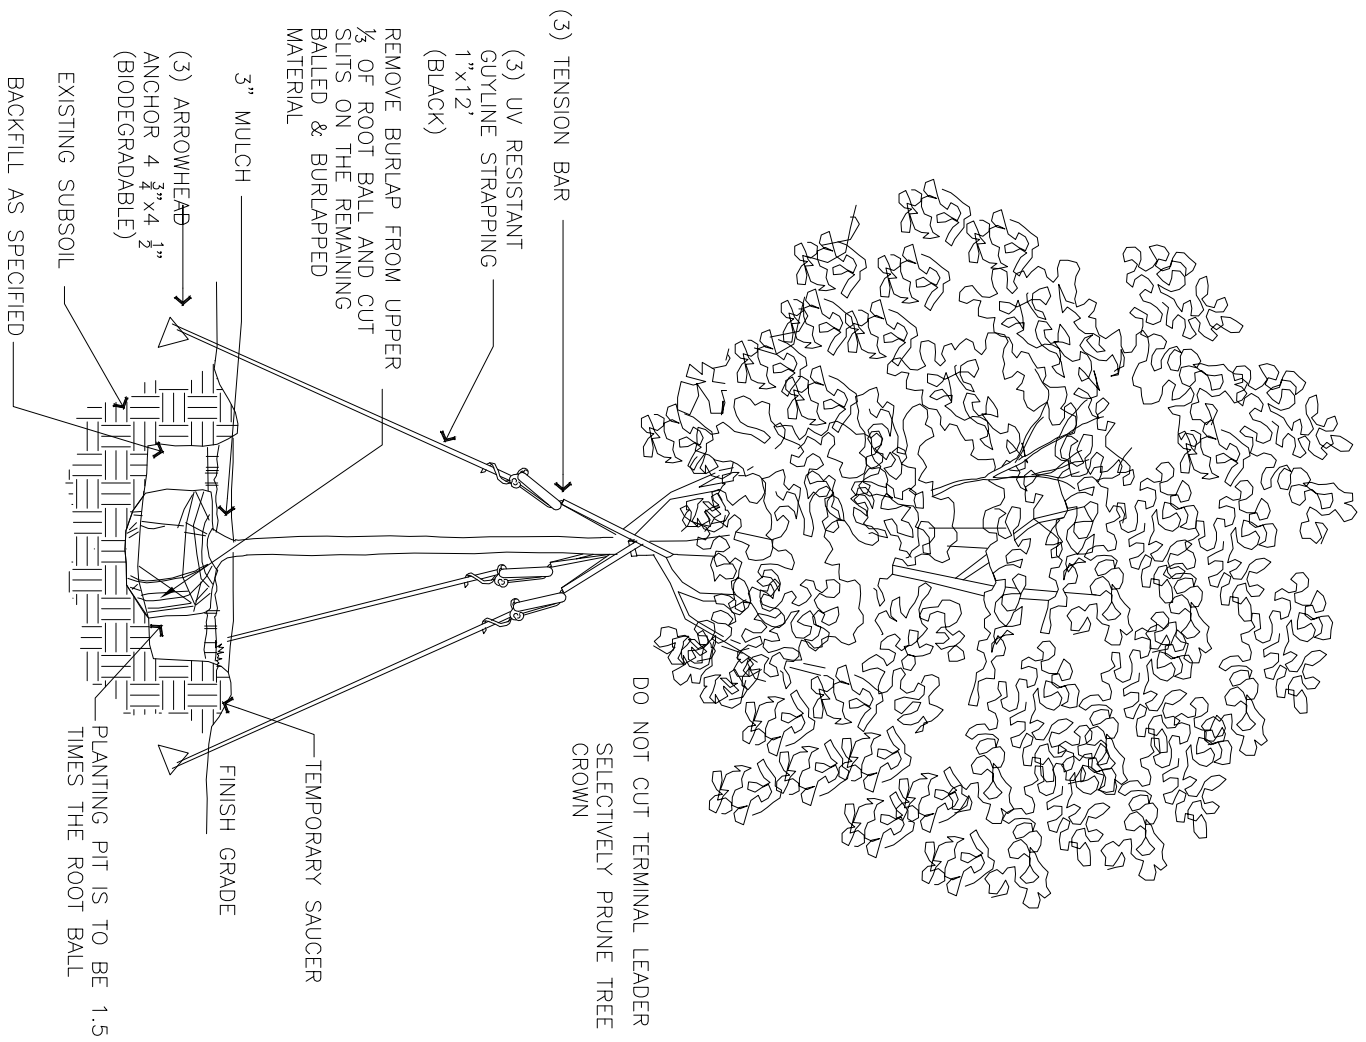 DO NOT CUT TERMINAL LEADER
SELECTIVELY PRUNE TREE
CROWN
(3) TENSION BAR
(3) UV RESISTANT
GUYLINE STRAPPING
1"x12'
(BLACK)
REMOVE BURLAP FROM UPPER
⅓ OF ROOT BALL AND CUT
SLITS ON THE REMAINING
BALLED & BURLAPPED
MATERIAL
3" MULCH
(3) ARROWHEAD
ANCHOR 4 3/4"x4 1/2"
(BIODEGRADABLE)
EXISTING SUBSOIL
BACKFILL AS SPECIFIED
TEMPORARY SAUCER
FINISH GRADE
PLANTING PIT IS TO BE 1.5
TIMES THE ROOT BALL